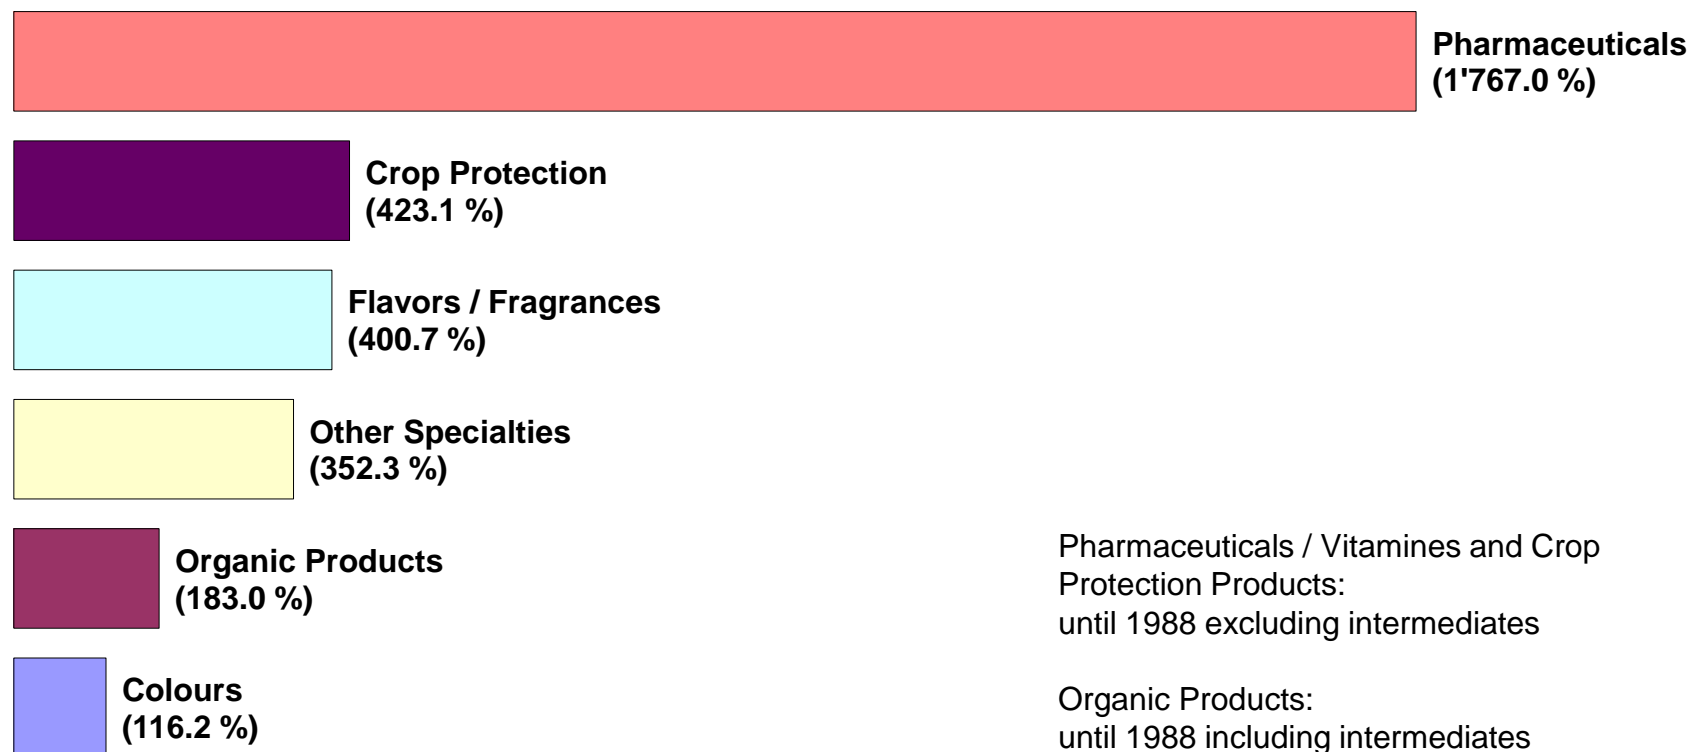 Pharmaceuticals
(1'767.0 %)
Crop Protection
(423.1 %)
Flavors / Fragrances
(400.7 %)
Other Specialties
(352.3 %)
Organic Products
(183.0 %)
Colours
(116.2 %)
Pharmaceuticals / Vitamines and Crop
Protection Products:
until 1988 excluding intermediates
Organic Products:
until 1988 including intermediates